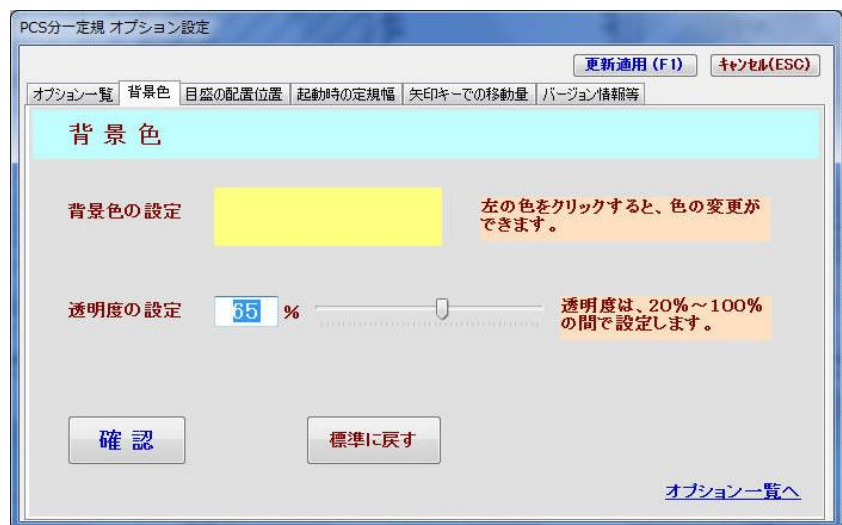 PCS分一定規 オプション設定
更新適用 (F1) ｷｬﾝｾﾙ(ESC)
オプション一覧 背景色 目盛の配置位置 起動時の定規幅 矢印キーでの移動量 バージョン情報等
背 景 色
背景色の設定
左の色をクリックすると、色の変更が
できます。
透明度の設定 65 %
透明度は、20%～100%
の間で設定します。
確 認 標準に戻す
オプション一覧へ